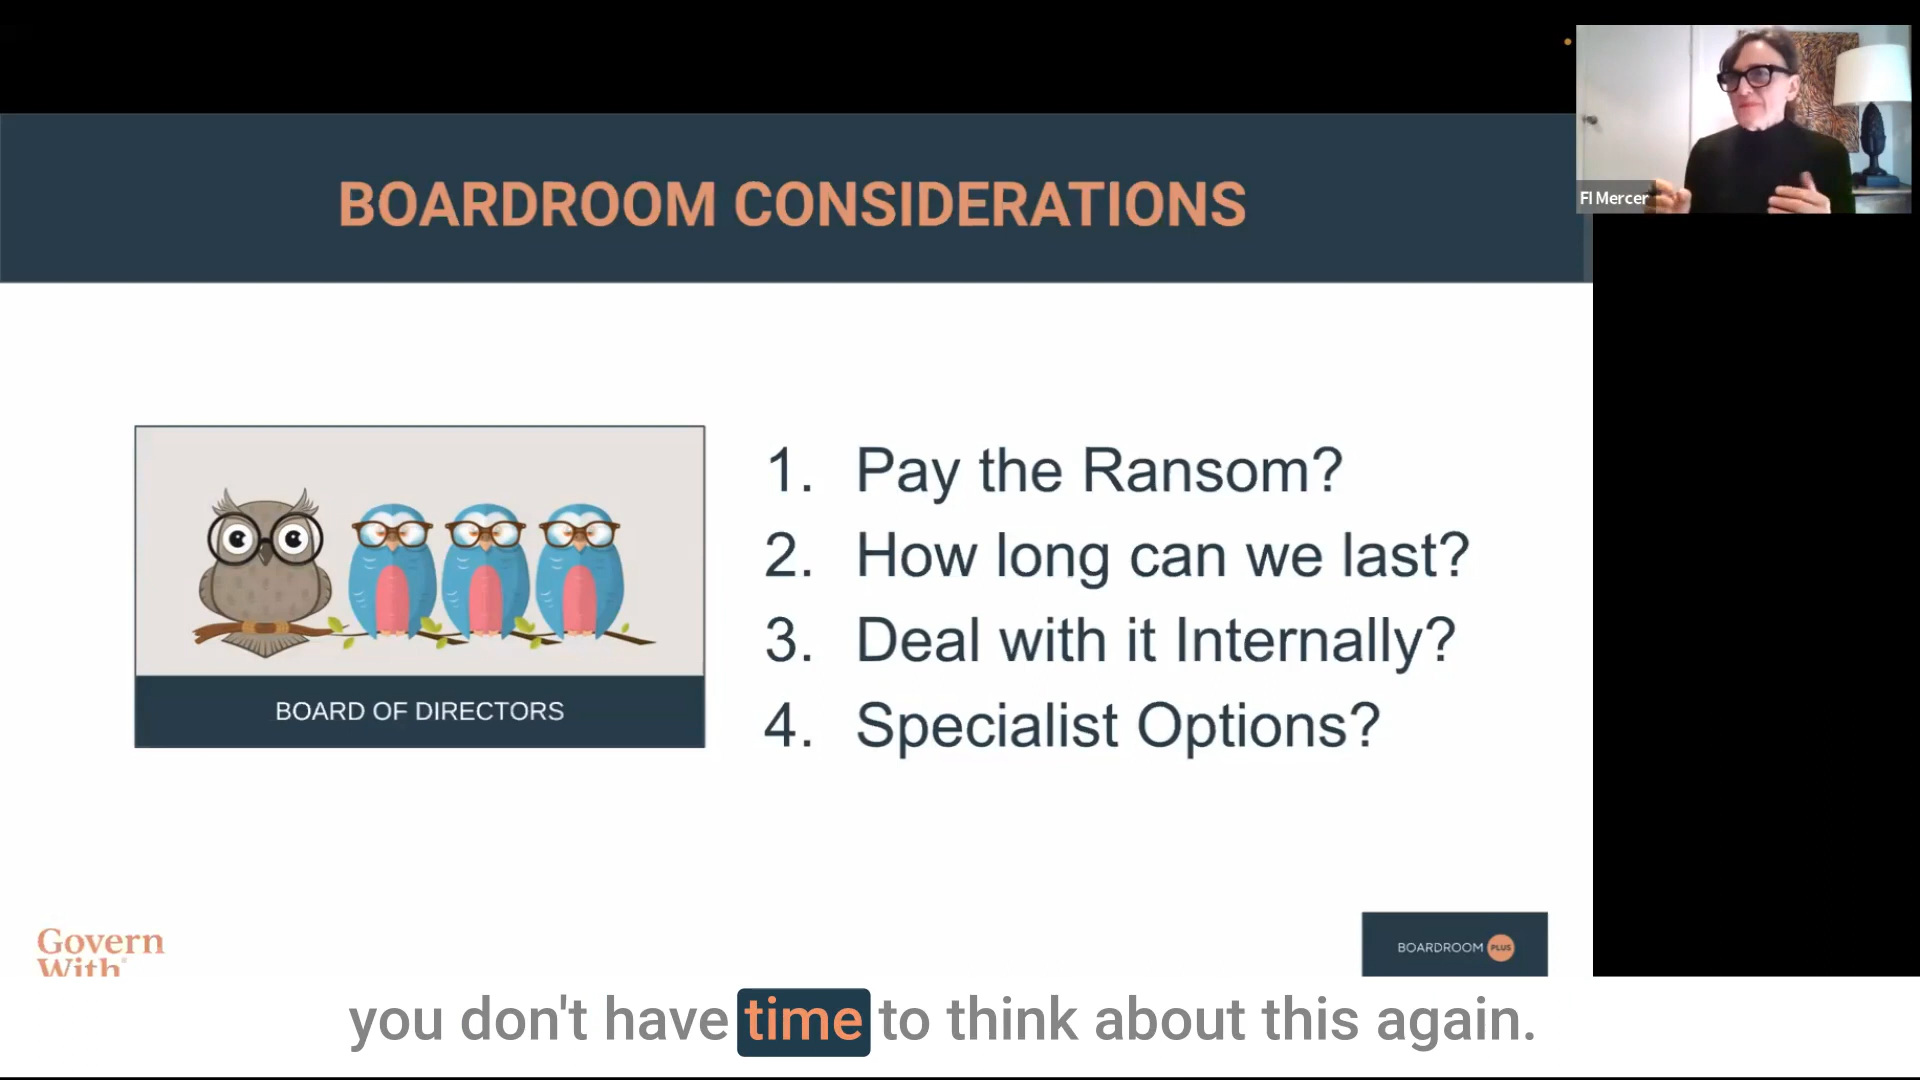 FI Mercer
BOARDROOM CONSIDERATIONS
1. Pay the Ransom?
2. How long can we last?
3. Deal with it Internally?
4. Specialist Options?
BOARD OF DIRECTORS
Govern
With
BOARDROOM PLUS
you don't have time to think about this again.